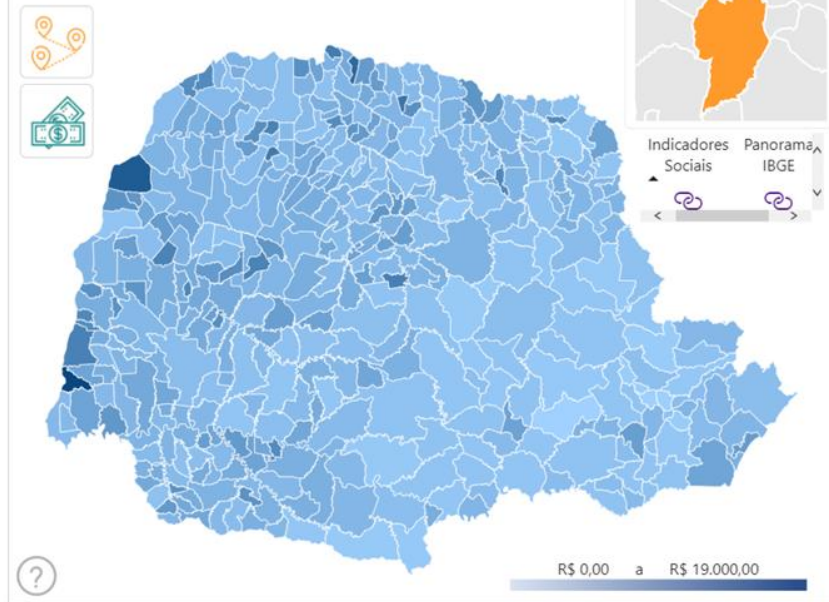 Indicadores
Sociais
Panorama
IBGE
R$ 0,00 a R$ 19.000,00
?